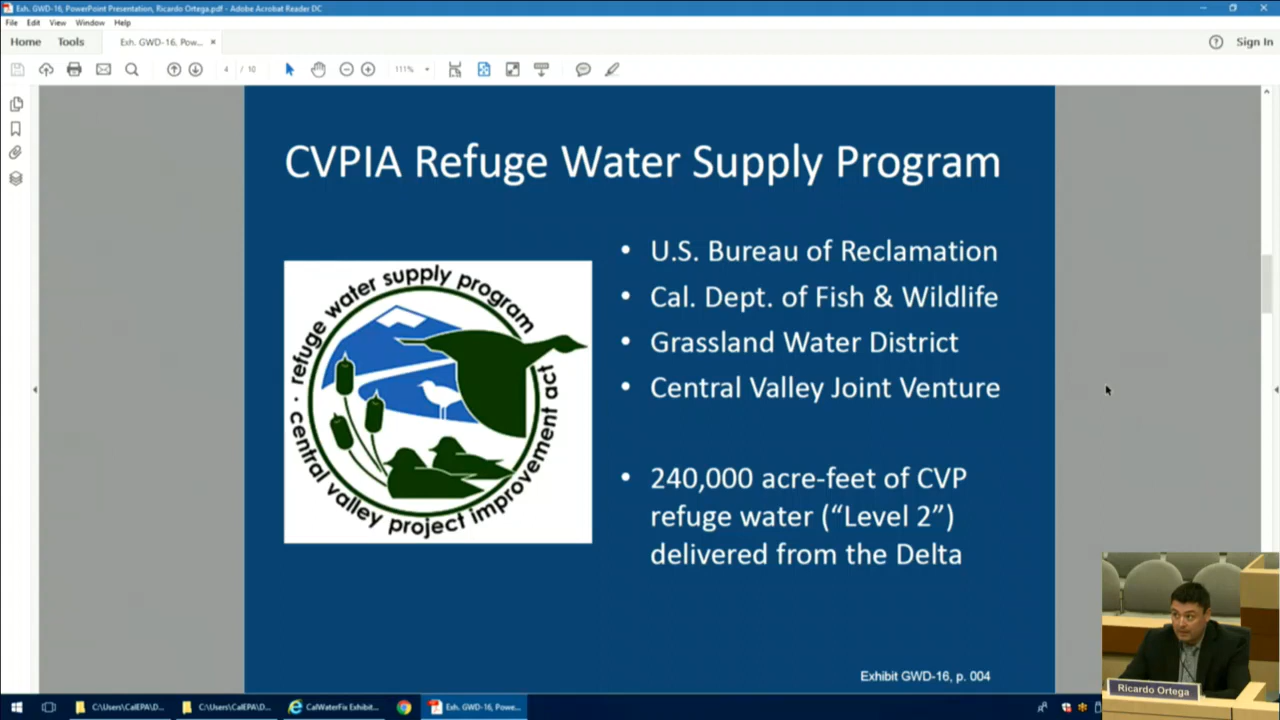 Exh. GWD-16, PowerPoint Presentation, Ricardo Ortega.pdf - Adobe Acrobat Reader DC
File Edit View Window Help
Home Tools Exh. GWD-16, Pow... × Sign In
4 / 10 111%
CVPIA Refuge Water Supply Program
refuge water supply program
central valley project improvement act
• U.S. Bureau of Reclamation
• Cal. Dept. of Fish & Wildlife
• Grassland Water District
• Central Valley Joint Venture
• 240,000 acre-feet of CVP
refuge water (“Level 2”)
delivered from the Delta
Exhibit GWD-16, p. 004
Ricardo Ortega
C:\Users\CalEPA\D... C:\Users\CalEPA\D... CalWaterFix Exhibit... Exh. GWD-16, Powe...